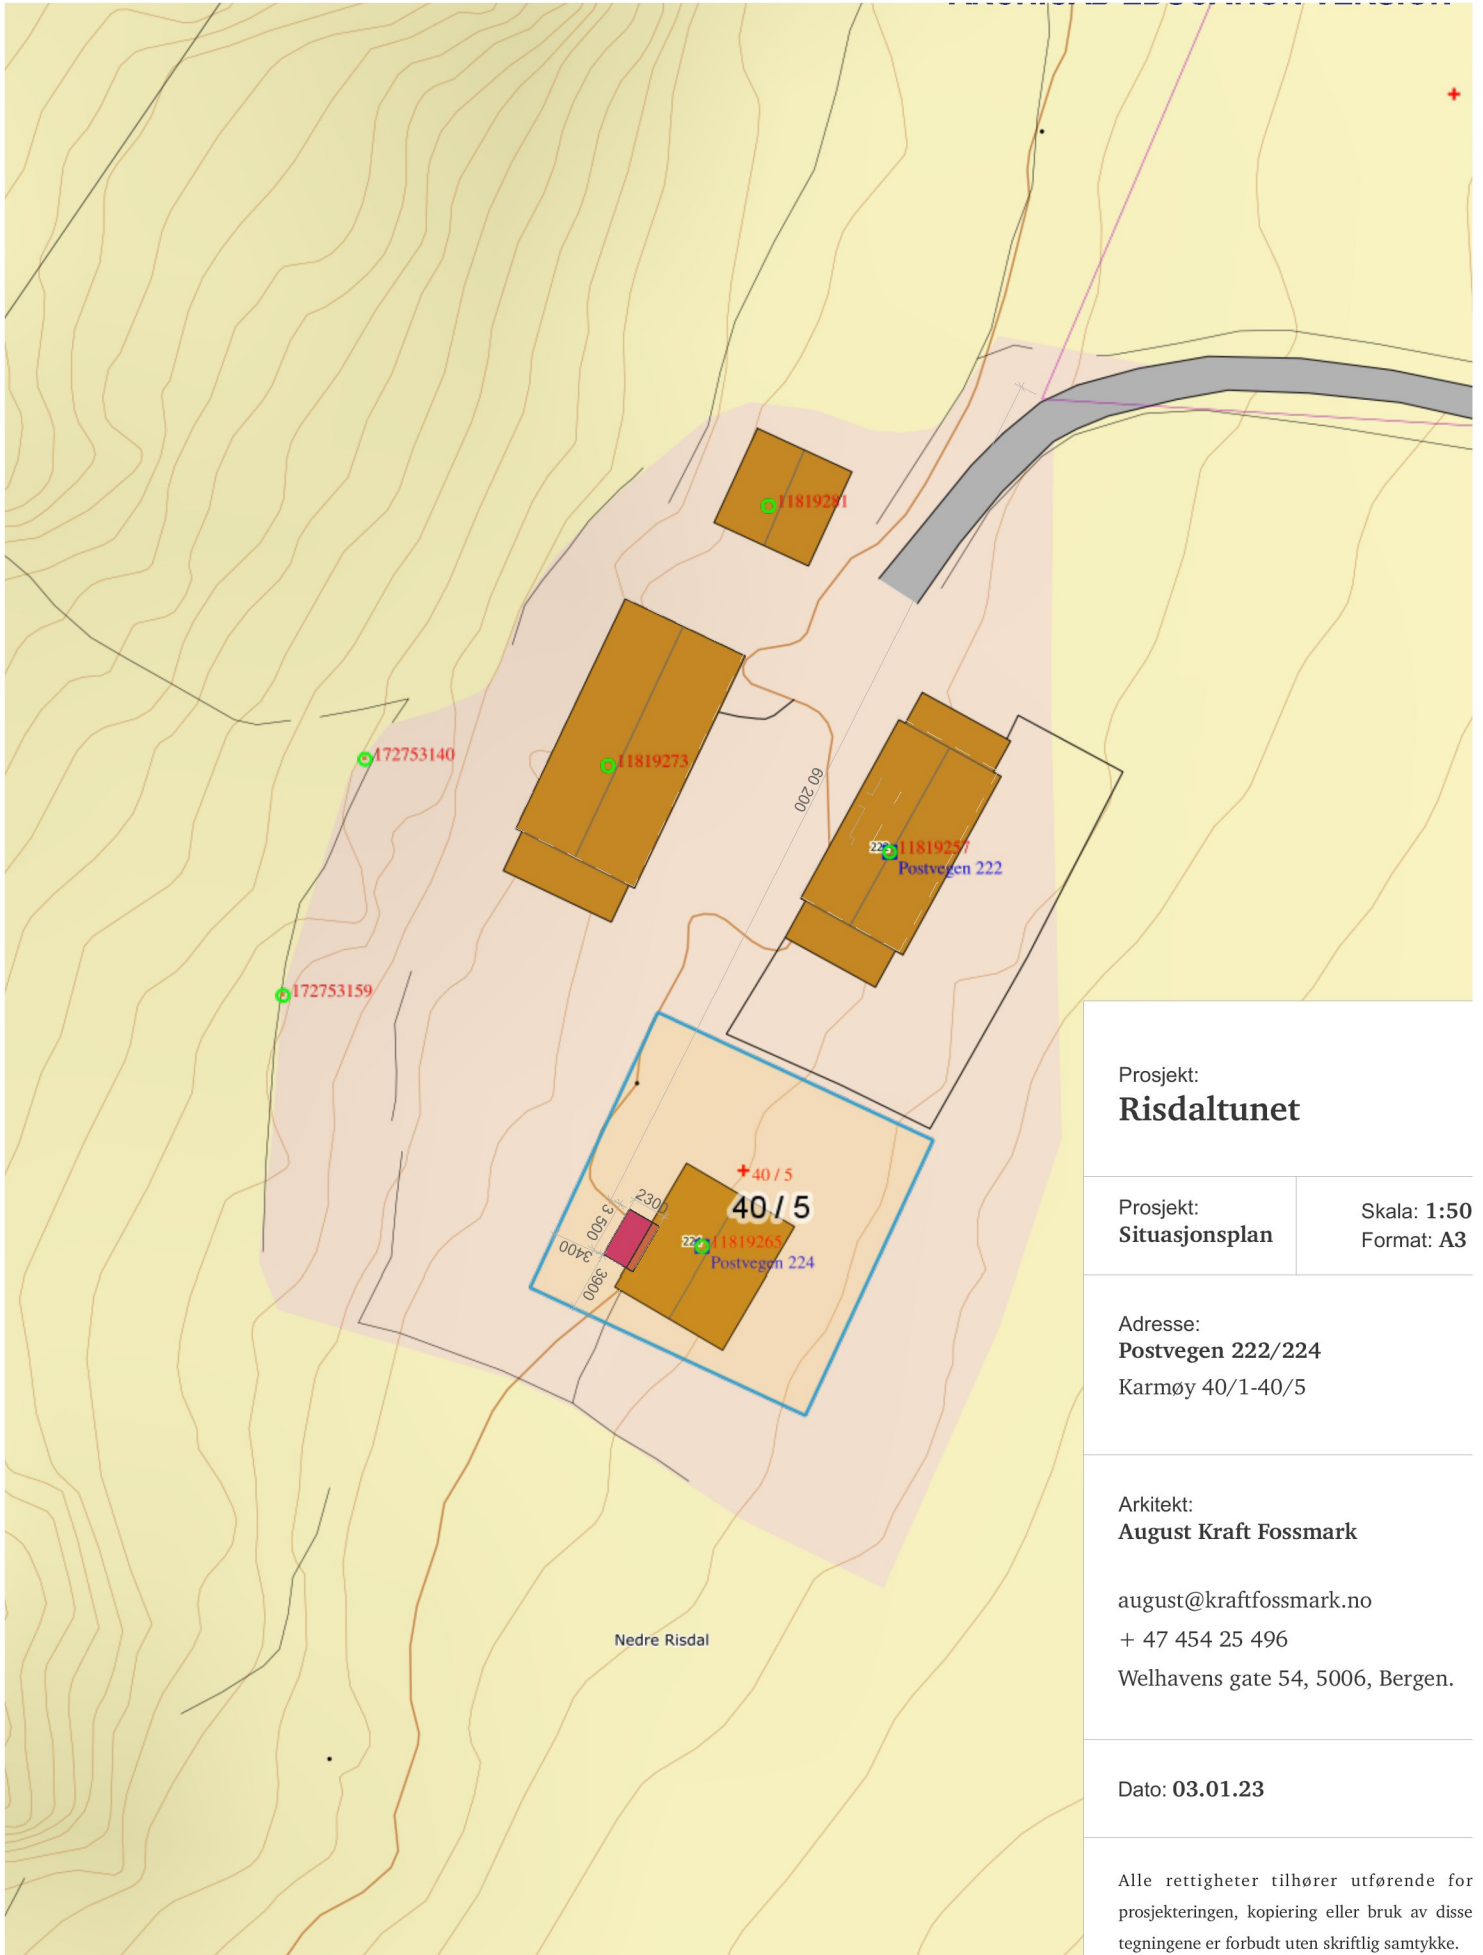 ARCHICAD EDUCATION VERSION
11819281
11819273
172753140
60 200
222
11819257
Postvegen 222
172753159
40 / 5
40 / 5
2300
3 500
3400
3900
11819265
Postvegen 224
Nedre Risdal
Prosjekt:
Risdaltunet
Prosjekt:
Situasjonsplan
Skala: 1:50
Format: A3
Adresse:
Postvegen 222/224
Karmøy 40/1-40/5
Arkitekt:
August Kraft Fossmark
august@kraftfossmark.no
+ 47 454 25 496
Welhavens gate 54, 5006, Bergen.
Dato: 03.01.23
Alle rettigheter tilhører utførende for
prosjekteringen, kopiering eller bruk av disse
tegningene er forbudt uten skriftlig samtykke.